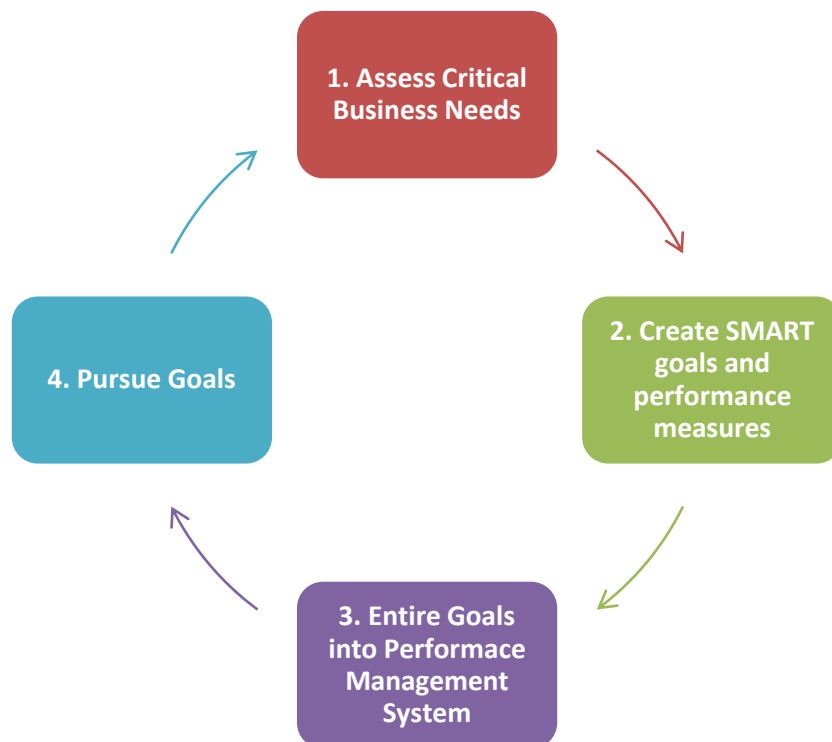 1. Assess Critical
Business Needs
2. Create SMART
goals and
performance
measures
3. Entire Goals
into Performace
Management
System
4. Pursue Goals